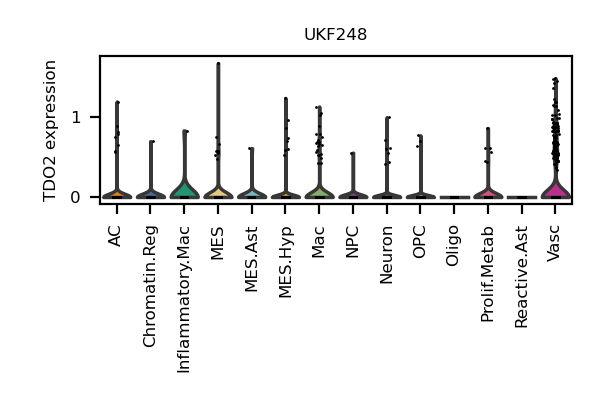 UKF248
TDO2 expression
1
0
AC
Chromatin.Reg
Inflammatory.Mac
MES
MES.Ast
MES.Hyp
Mac
NPC
Neuron
OPC
Oligo
Prolif.Metab
Reactive.Ast
Vasc